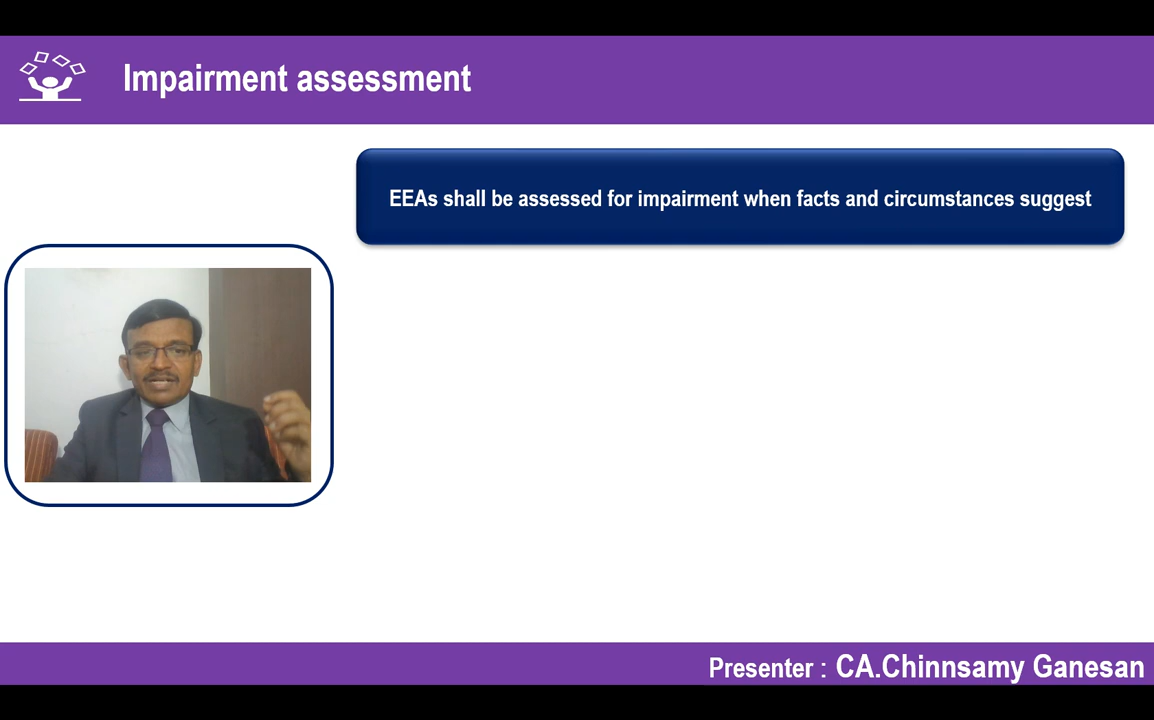 Impairment assessment
EEAs shall be assessed for impairment when facts and circumstances suggest
Presenter : CA.Chinnsamy Ganesan